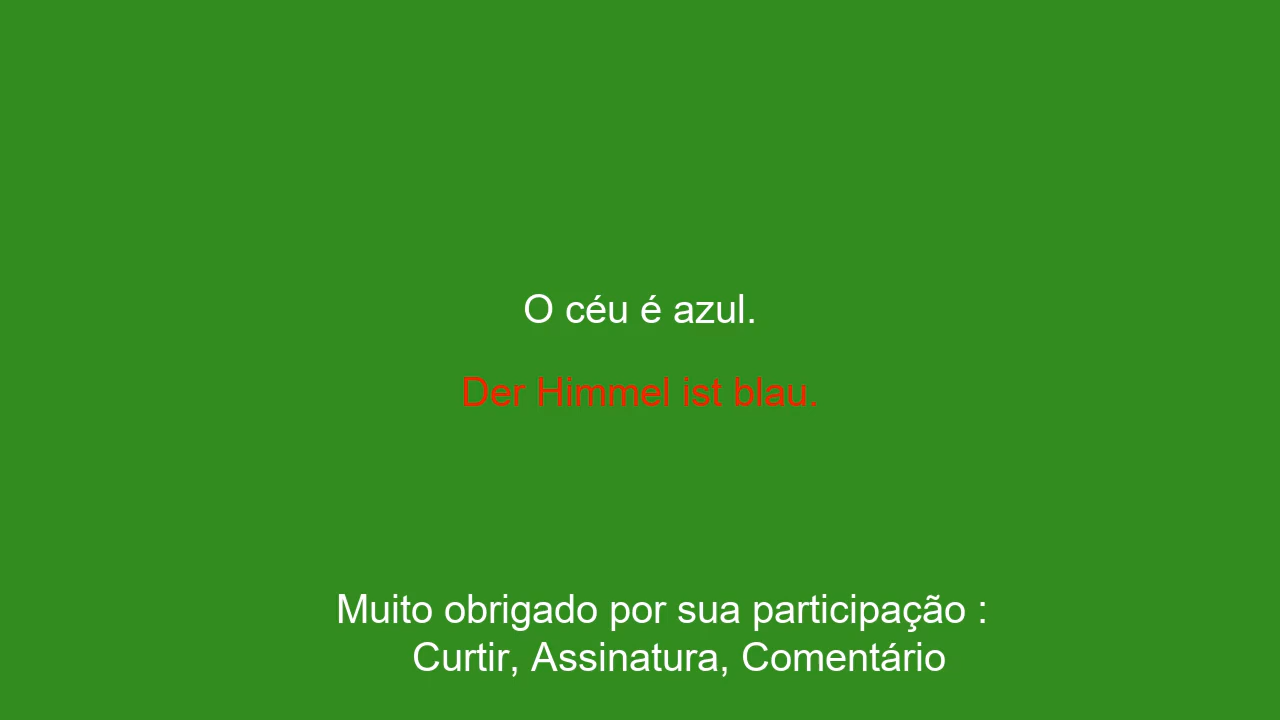 O céu é azul.
Der Himmel ist blau.
Muito obrigado por sua participação :
Curtir, Assinatura, Comentário